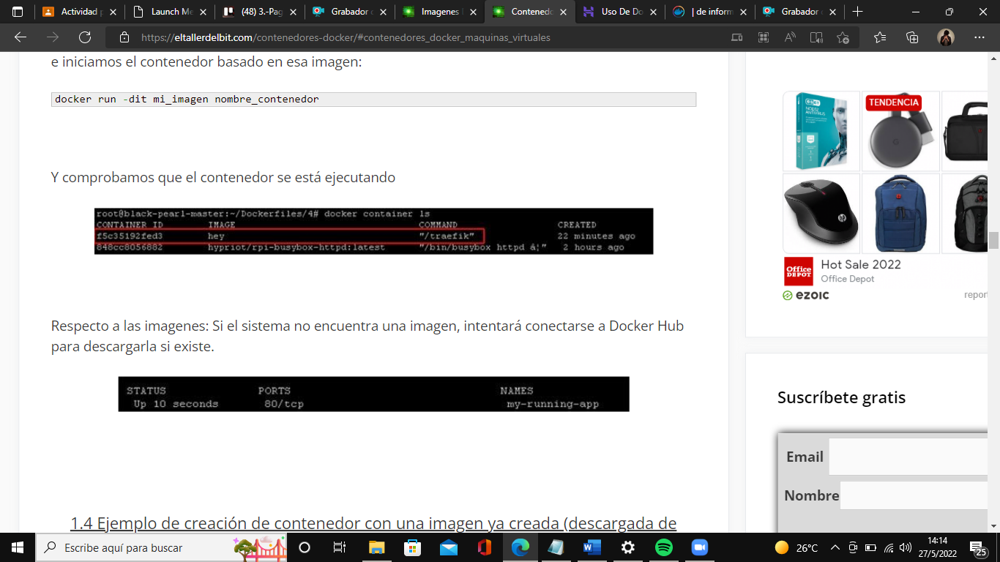 Actividad p
Launch Me
(48) 3.-Pag
Grabador d
Imagenes
Contenedo
Uso De Do
| de inform
Grabador d
https://eltallerdelbit.com/contenedores-docker/#contenedores_docker_maquinas_virtuales
e iniciamos el contenedor basado en esa imagen:
docker run -dit mi_imagen nombre_contenedor
Y comprobamos que el contenedor se está ejecutando
root@black-pearl-master:~/Dockerfiles/4# docker container ls
CONTAINER ID IMAGE COMMAND CREATED
f5c35192fed3 hey "/traefik" 22 minutes ago
848cc8056882 hypriot/rpi-busybox-httpd:latest "/bin/busybox httpd â¦" 2 hours ago
Respecto a las imagenes: Si el sistema no encuentra una imagen, intentará conectarse a Docker Hub
para descargarla si existe.
STATUS PORTS NAMES
Up 10 seconds 80/tcp my-running-app
1.4 Ejemplo de creación de contenedor con una imagen ya creada (descargada de
eset
NOD32
ANTIVIRUS
TENDENCIA
hp
Office DEPOT
Hot Sale 2022
Office Depot
ezoic
report
Suscríbete gratis
Email
Nombre
Escribe aquí para buscar
26°C
14:14
27/5/2022
25